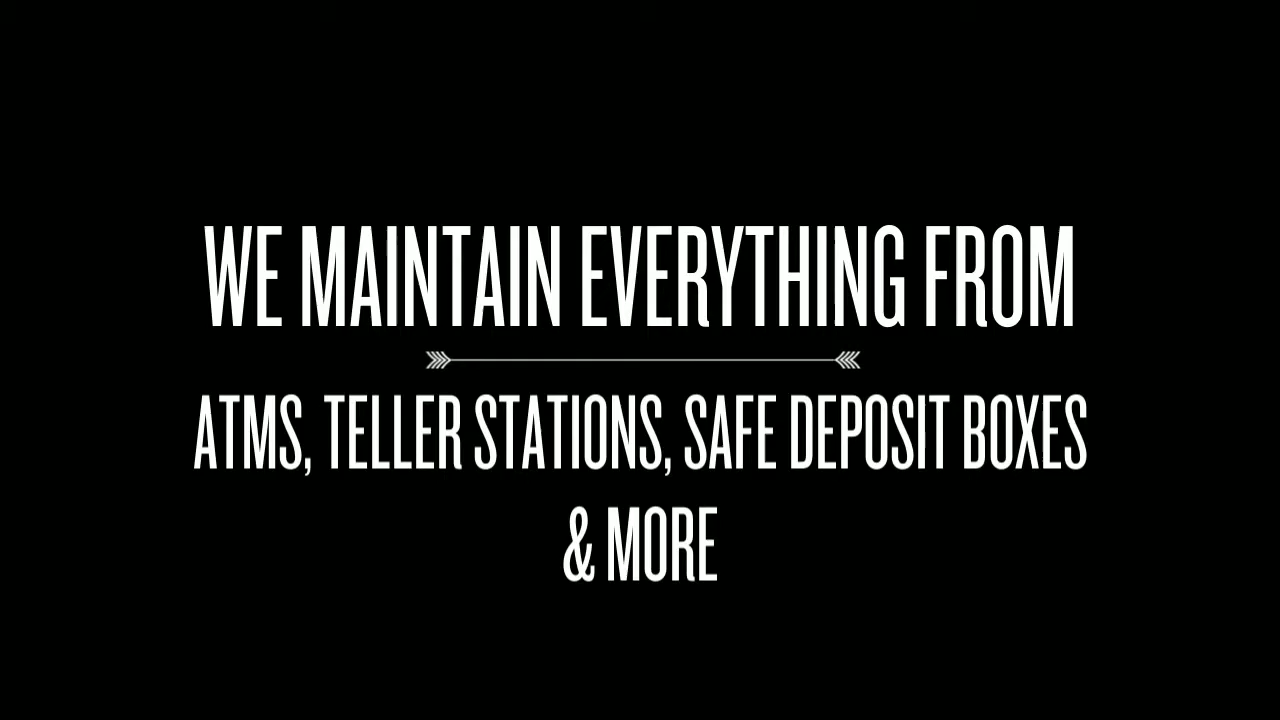 WE MAINTAIN EVERYTHING FROM
ATMS, TELLER STATIONS, SAFE DEPOSIT BOXES
& MORE